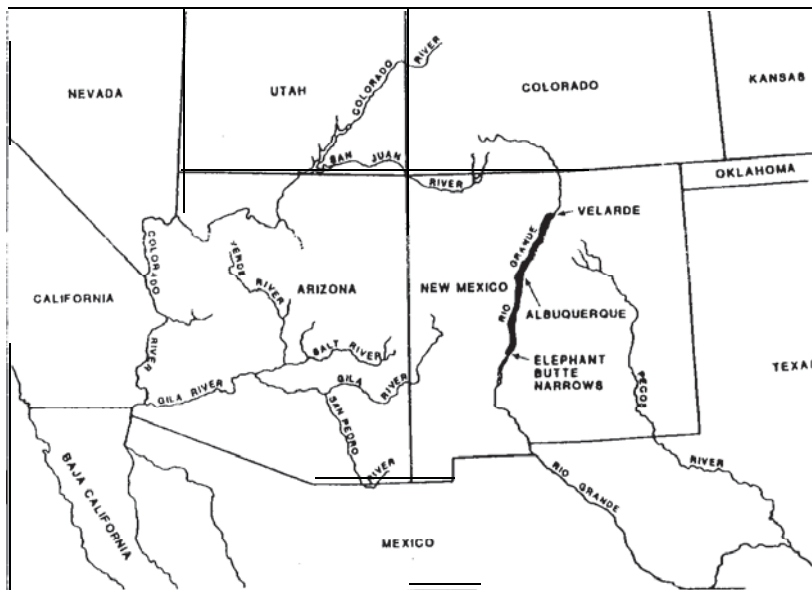 NEVADA
UTAH
COLORADO
RIVER
COLORADO
KANSAS
SAN JUAN
RIVER
OKLAHOMA
VELARDE
COLORADO
RIVER
VERDE
RIVER
ARIZONA
NEW MEXICO
RIO
GRANDE
CALIFORNIA
ALBUQUERQUE
SALT RIVER
ELEPHANT
BUTTE
NARROWS
TEXAS
GILA RIVER
GILA
RIVER
PECOS
RIVER
SAN PEDRO
RIVER
BAJA CALIFORNIA
RIO
GRANDE
MEXICO